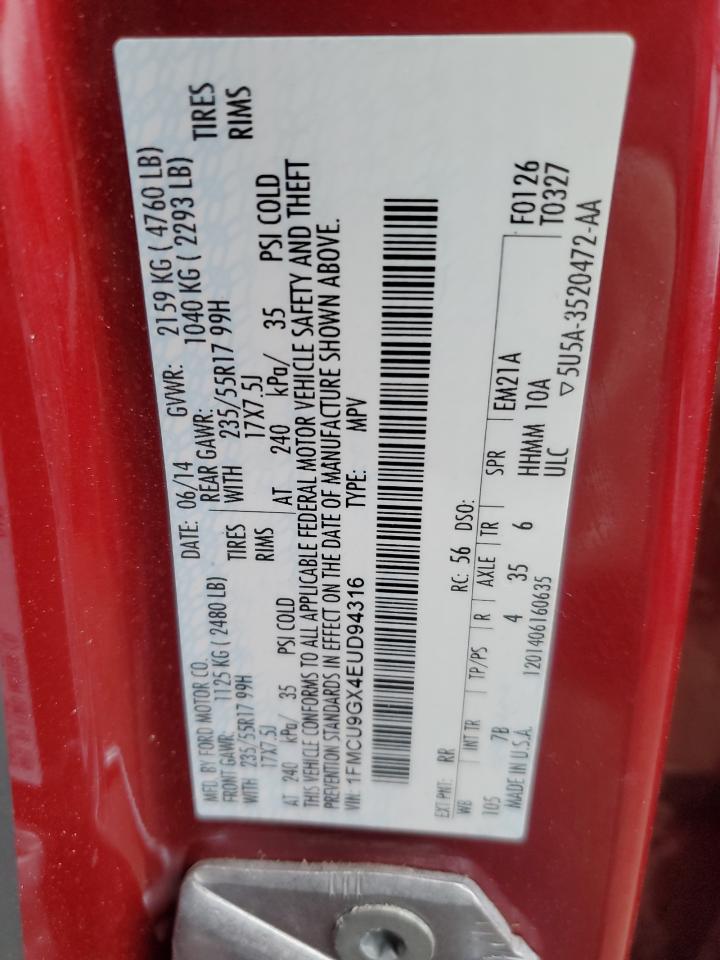 MFD. BY FORD MOTOR CO. DATE: 06/14 GVWR: 2159 KG ( 4760 LB)
FRONT GAWR: 1125 KG ( 2480 LB) REAR GAWR: 1040 KG ( 2293 LB)
WITH 235/55R17 99H TIRES WITH 235/55R17 99H TIRES
17X7.5J RIMS 17X7.5J RIMS
AT 240 kPa/ 35 PSI COLD AT 240 kPa/ 35 PSI COLD
THIS VEHICLE CONFORMS TO ALL APPLICABLE FEDERAL MOTOR VEHICLE SAFETY AND THEFT
PREVENTION STANDARDS IN EFFECT ON THE DATE OF MANUFACTURE SHOWN ABOVE.
VIN: 1FMCU9GX4EUD94316 TYPE: MPV
EXT PNT: RR RC: 56 DSO: F0126
WB INT TR TP/PS R AXLE TR SPR EM21A T0327
105 7B 4 35 6 HHMM 10A
MADE IN U.S.A. 1201406160635 ULC ▽5U5A-3520472-AA